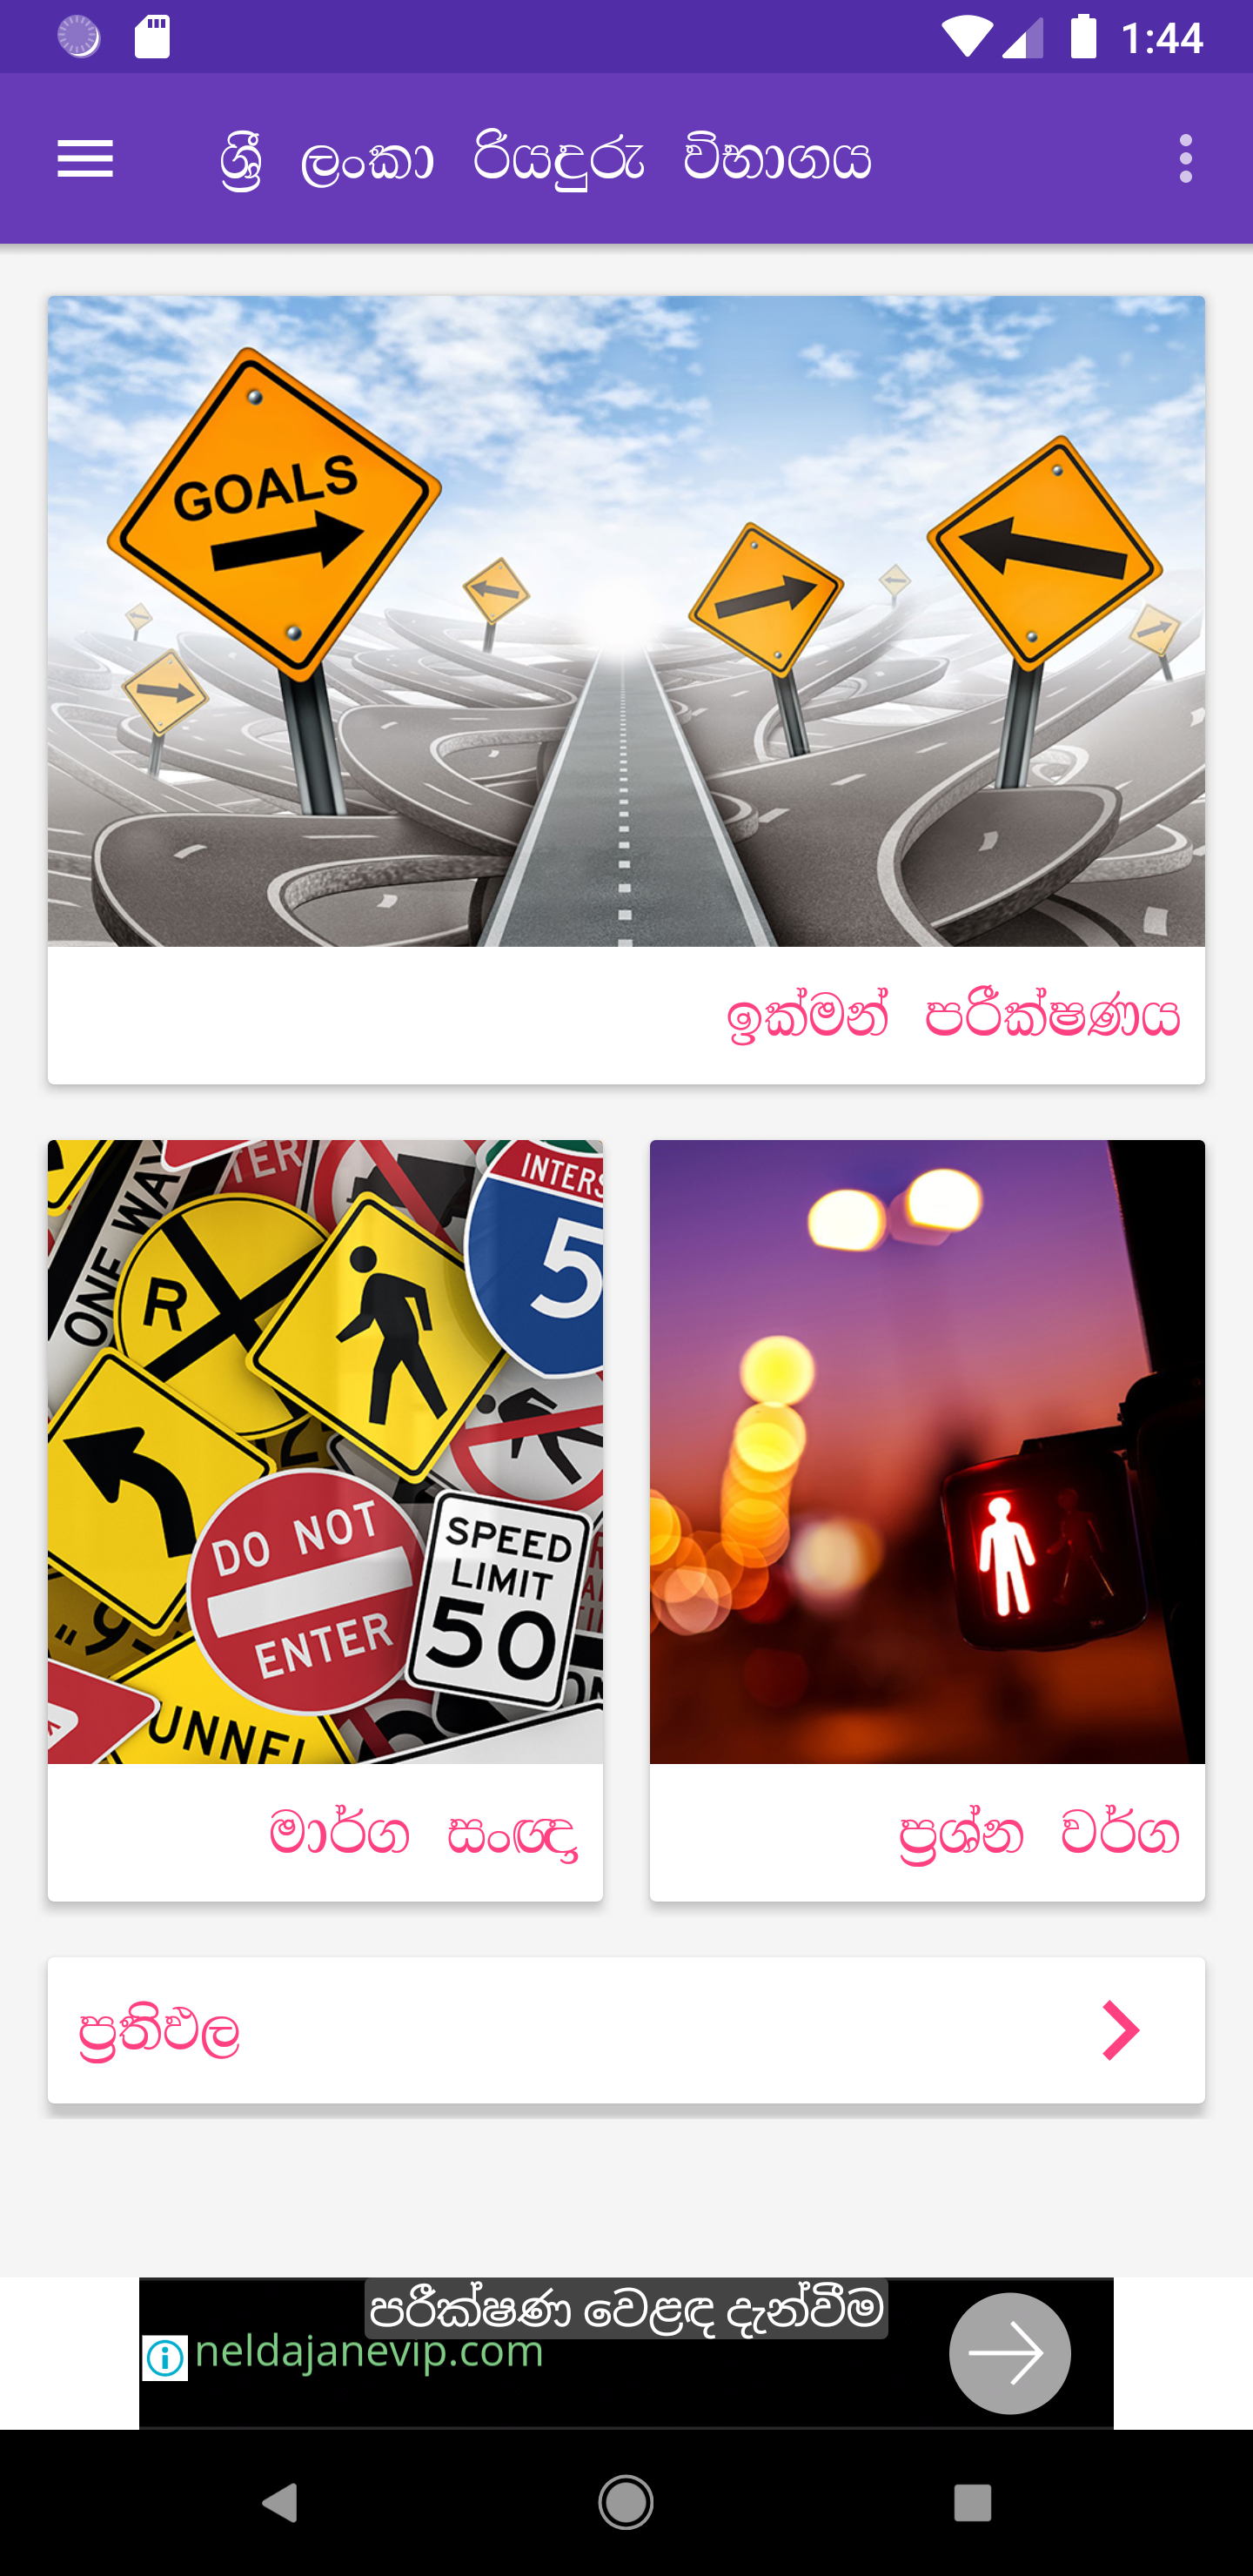 1:44
ශ්‍රී ලංකා රියදුරු විභාගය
GOALS
ඉක්මන් පරීක්ෂණය
ONE WAY
TER
INTERS
5
R
DO NOT
ENTER
SPEED
LIMIT
50
UNNEL
මාර්ග සංඥා
ප්‍රශ්න වර්ග
ප්‍රතිඵල
පරීක්ෂණ වෙළඳ දැන්වීම
neldajanevip.com